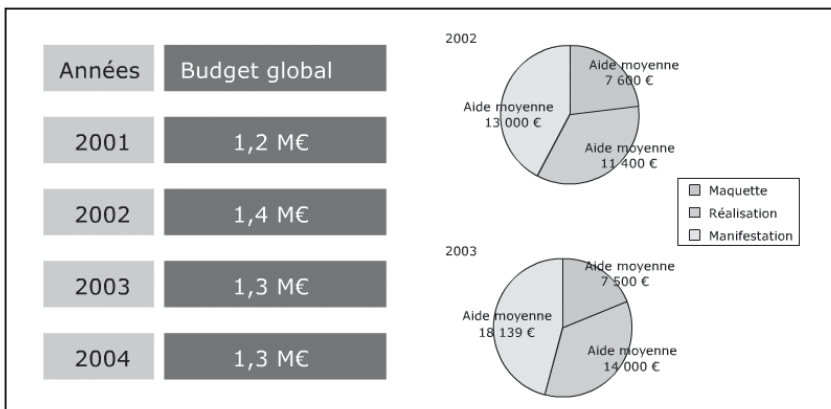 Années Budget global
2001 1,2 M€
2002 1,4 M€
2003 1,3 M€
2004 1,3 M€
2002
Aide moyenne
7 600 €
Aide moyenne
13 000 €
Aide moyenne
11 400 €
Maquette
Réalisation
Manifestation
2003
Aide moyenne
7 500 €
Aide moyenne
18 139 €
Aide moyenne
14 000 €